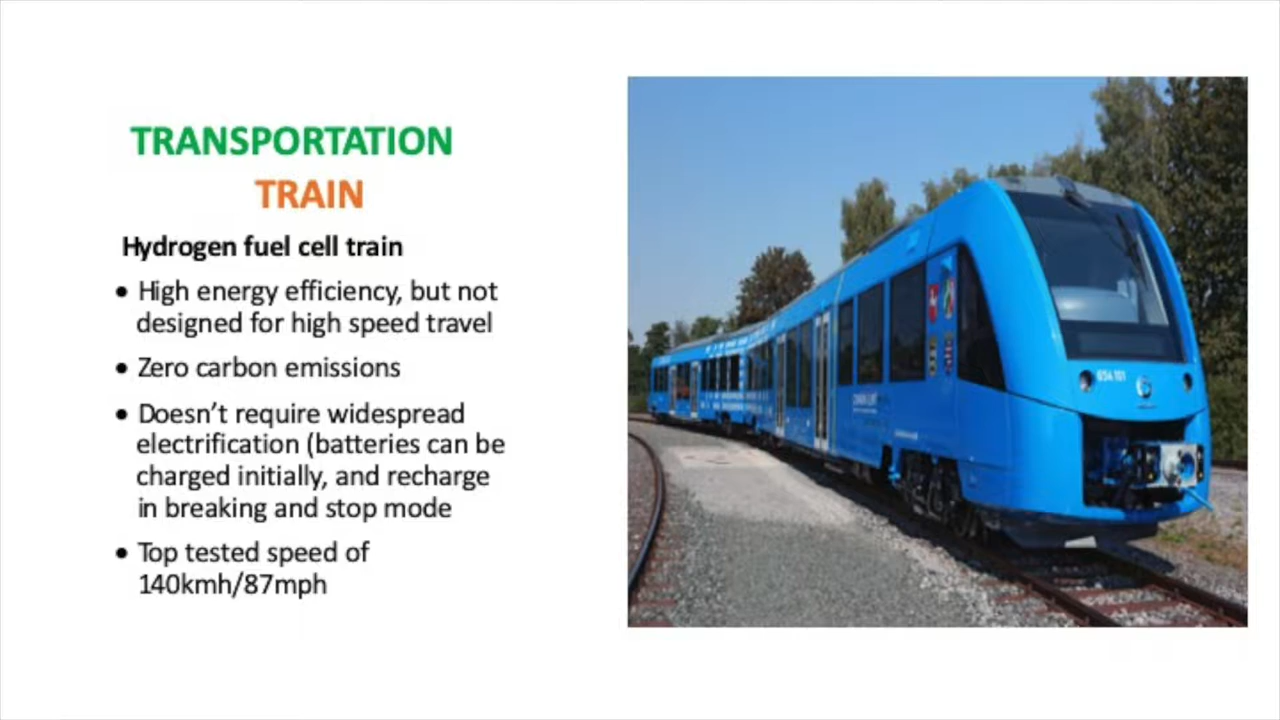 TRANSPORTATION
TRAIN
Hydrogen fuel cell train
• High energy efficiency, but not
designed for high speed travel
• Zero carbon emissions
• Doesn't require widespread
electrification (batteries can be
charged initially, and recharge
in breaking and stop mode
• Top tested speed of
140kmh/87mph
654 101